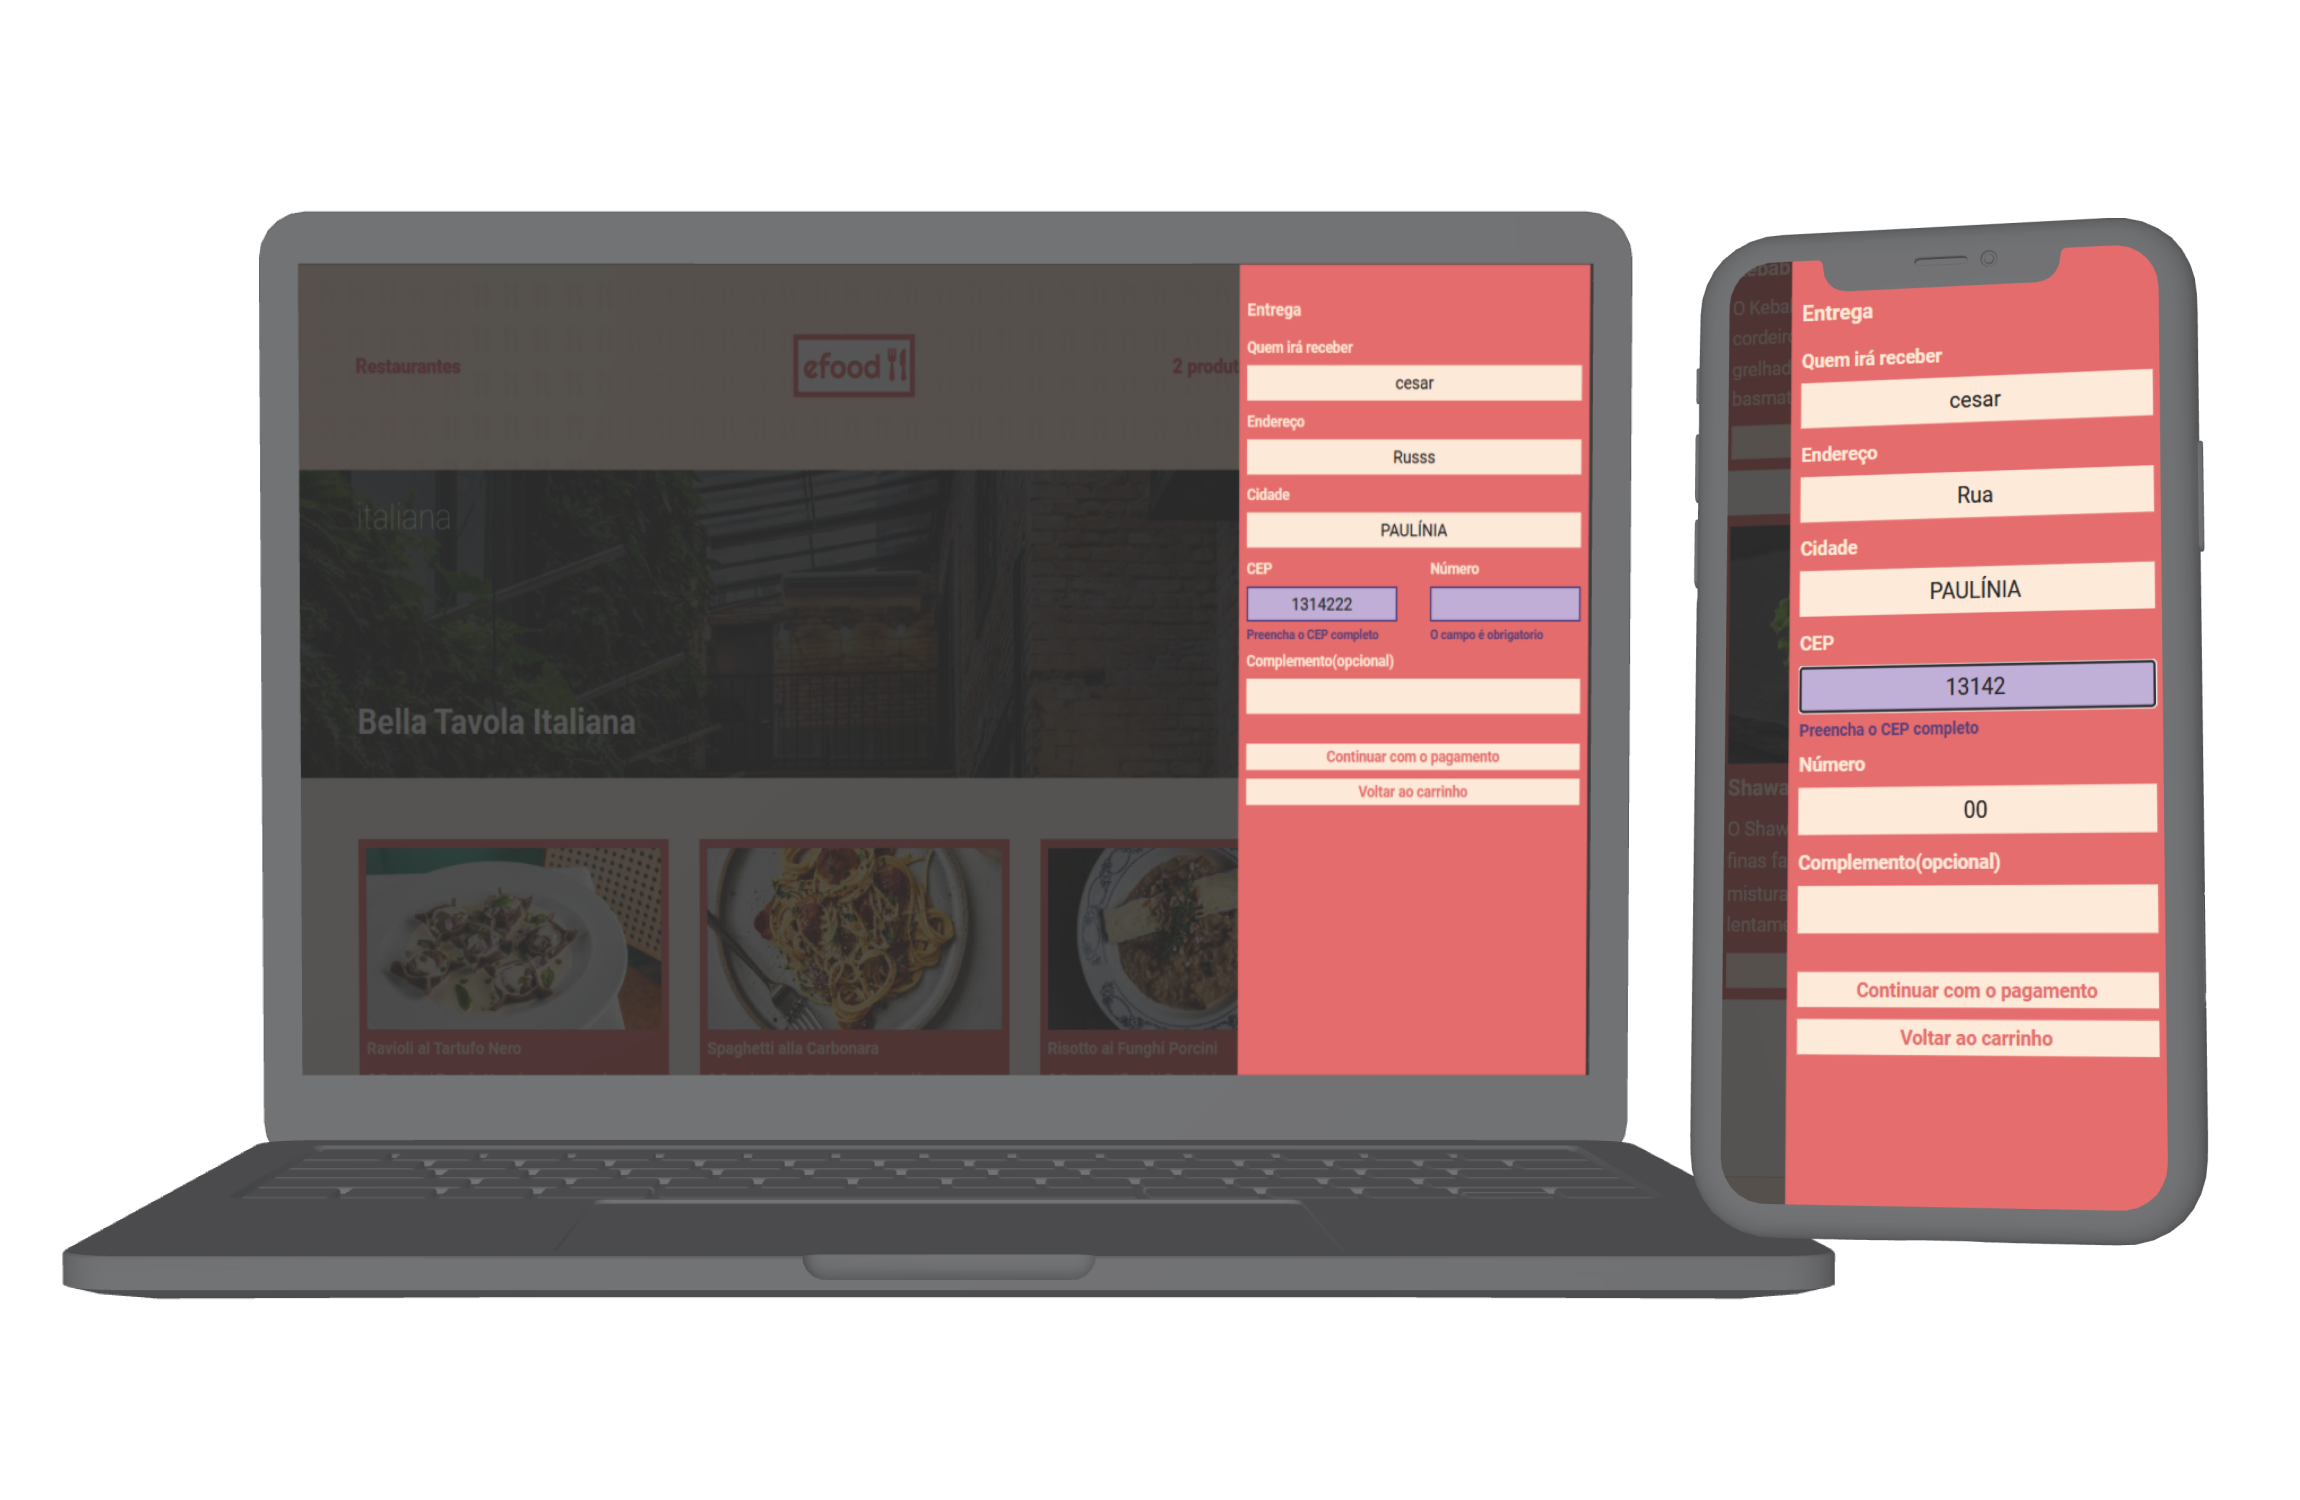 Restaurantes
efood
2 produt
italiana
Bella Tavola Italiana
Ravioli al Tartufo Nero
Spaghetti alla Carbonara
Risotto ai Funghi Porcini
Entrega
Quem irá receber
cesar
Endereço
Russs
Cidade
PAULÍNIA
CEP
Número
1314222
Preencha o CEP completo
O campo é obrigatorio
Complemento(opcional)
Continuar com o pagamento
Voltar ao carrinho
ebab
O Keba
cordeir
grelhad
basmat
Shawa
O Shaw
finas fa
mistura
lentame
Entrega
Quem irá receber
cesar
Endereço
Rua
Cidade
PAULÍNIA
CEP
13142
Preencha o CEP completo
Número
00
Complemento(opcional)
Continuar com o pagamento
Voltar ao carrinho